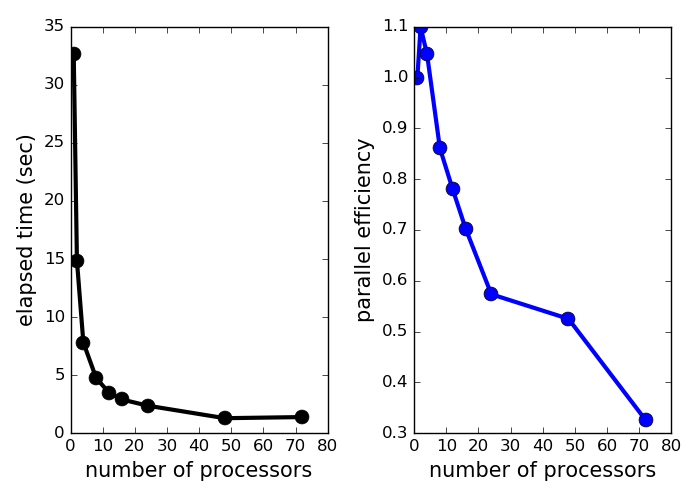 35
30
25
20
15
10
5
0
0 10 20 30 40 50 60 70 80
elapsed time (sec)
number of processors
1.1
1.0
0.9
0.8
0.7
0.6
0.5
0.4
0.3
0 10 20 30 40 50 60 70 80
parallel efficiency
number of processors